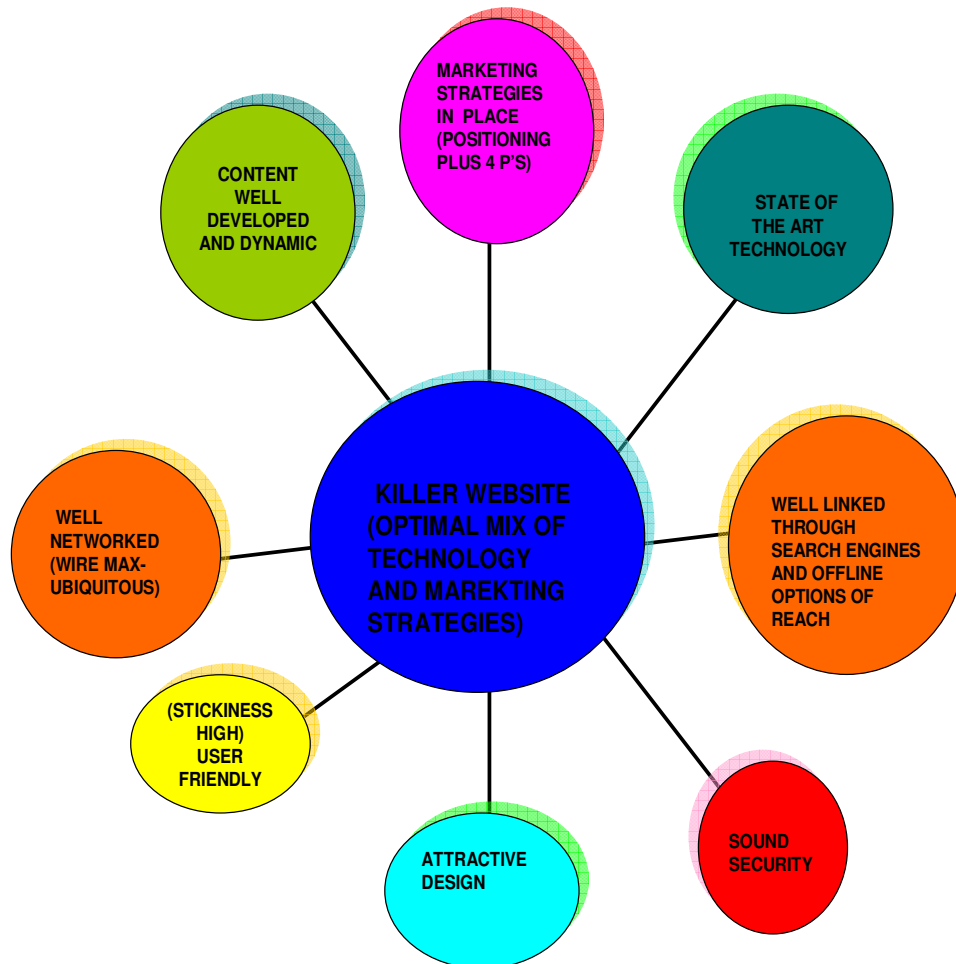 MARKETING
STRATEGIES
IN PLACE
(POSITIONING
PLUS 4 P'S)
CONTENT
WELL
DEVELOPED
AND DYNAMIC
STATE OF
THE ART
TECHNOLOGY
KILLER WEBSITE
(OPTIMAL MIX OF
TECHNOLOGY
AND MAREKTING
STRATEGIES)
WELL
NETWORKED
(WIRE MAX-
UBIQUITOUS)
WELL LINKED
THROUGH
SEARCH ENGINES
AND OFFLINE
OPTIONS OF
REACH
(STICKINESS
HIGH)
USER
FRIENDLY
ATTRACTIVE
DESIGN
SOUND
SECURITY